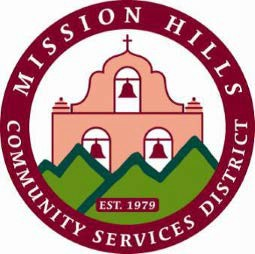 MISSION HILLS
EST. 1979
COMMUNITY SERVICES DISTRICT